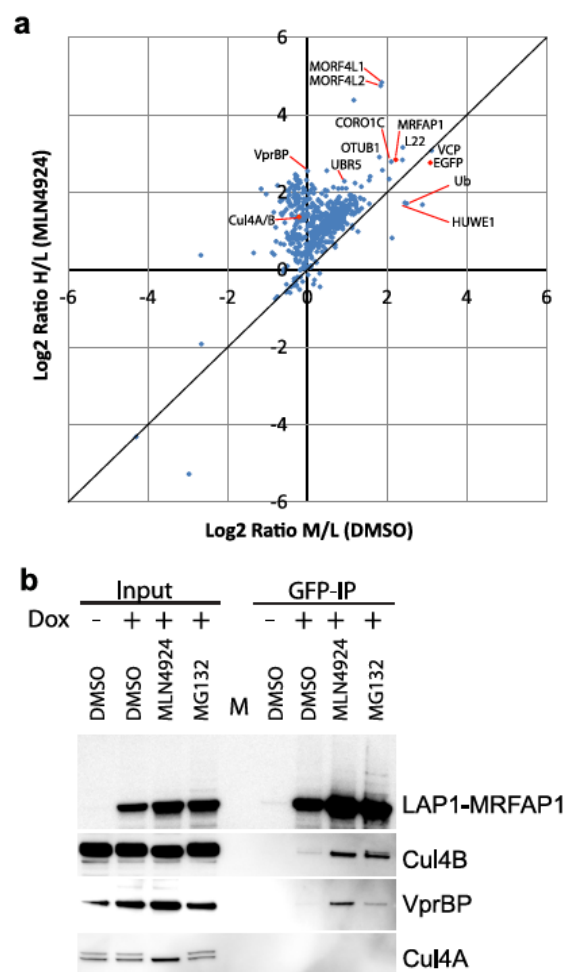 a
6
MORF4L1
MORF4L2
4
CORO1C
MRFAP1
L22
VprBP
OTUB1
VCP
UBR5
EGFP
2
Ub
Cul4A/B
HUWE1
0
-6
-4
-2
0
2
4
6
-2
-4
-6
Log2 Ratio H/L (MLN4924)
Log2 Ratio M/L (DMSO)
b
Input
GFP-IP
Dox - + + + - + + +
DMSO
DMSO
MLN4924
MG132
M
DMSO
DMSO
MLN4924
MG132
LAP1-MRFAP1
Cul4B
VprBP
Cul4A